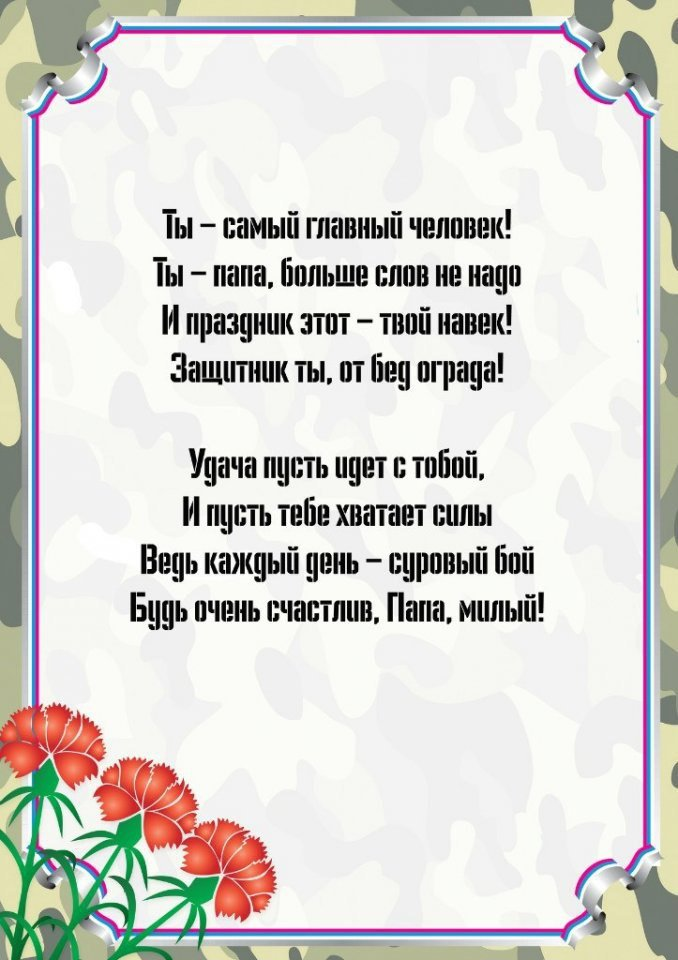 Ты – самый главный человек!
Ты – папа, больше слов не надо
И праздник этот – твой навек!
Защитник ты, от бед ограда!
Удача пусть идет с тобой,
И пусть тебе хватает силы
Ведь каждый день – суровый бой
Будь очень счастлив, Папа, милый!